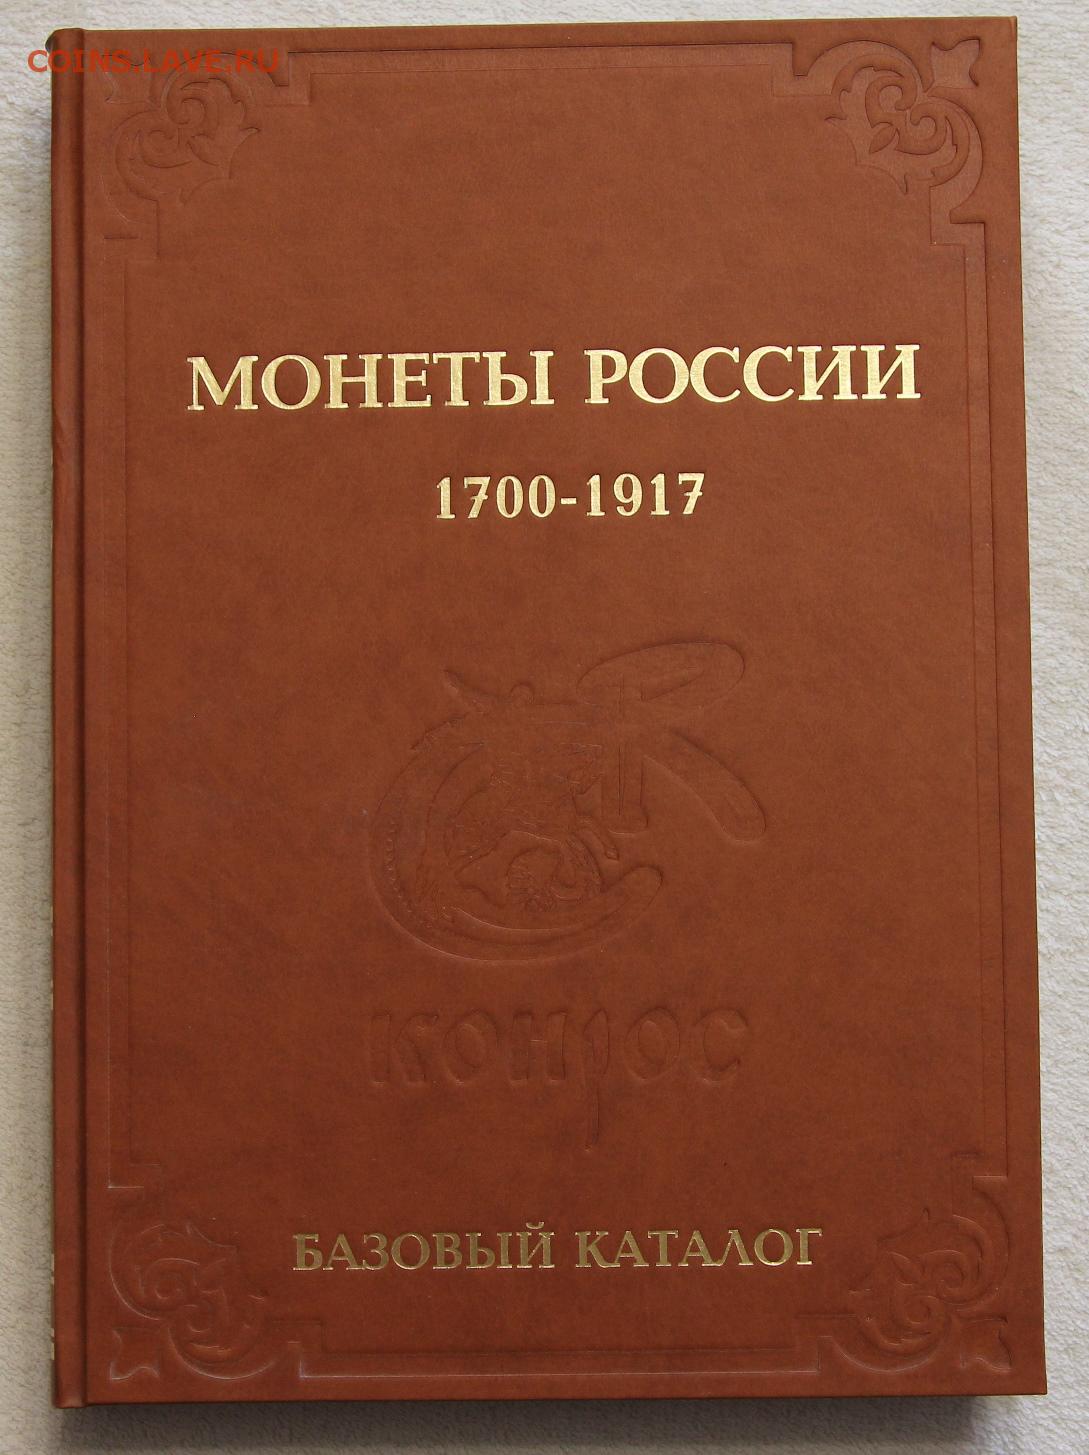 COINS.LAVE.RU
МОНЕТЫ РОССИИ
1700-1917
конрос
БАЗОВЫЙ КАТАЛОГ